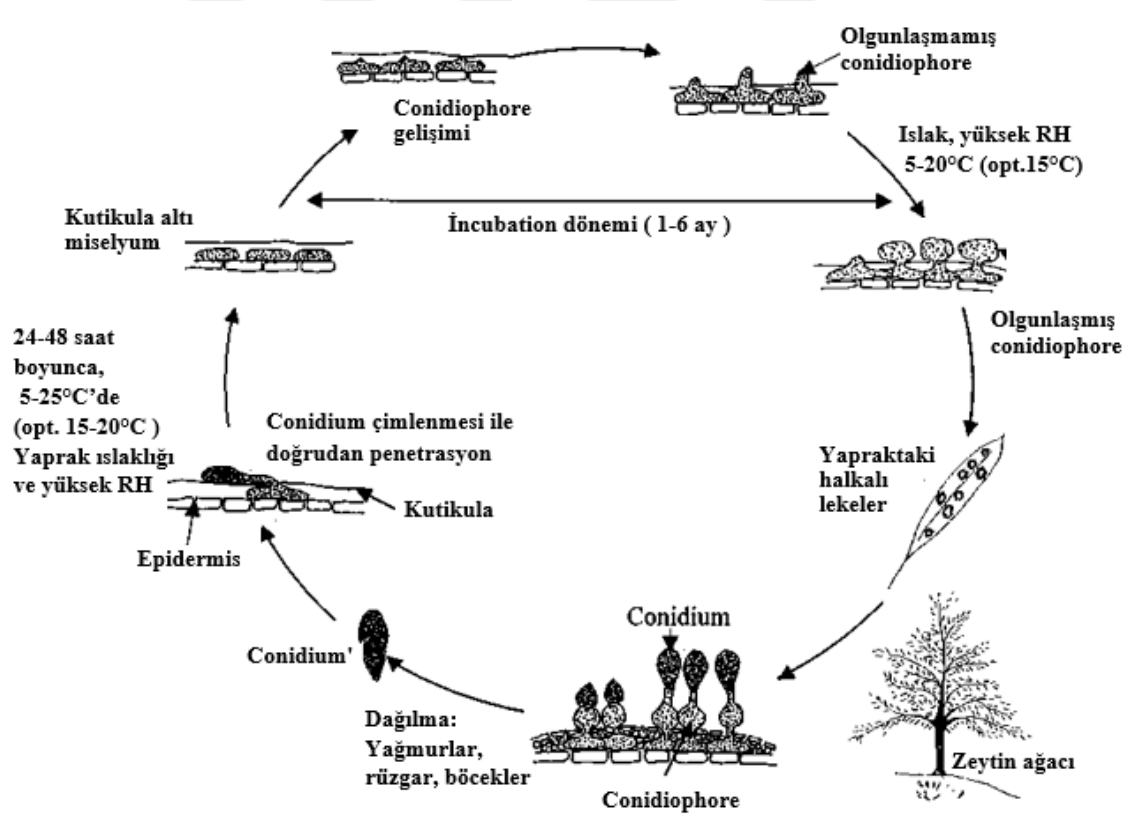 Olgunlaşmamış
conidiophore
Conidiophore
gelişimi
Islak, yüksek RH
5-20°C (opt.15°C)
Kutikula altı
miselyum
İncubation dönemi ( 1-6 ay )
Olgunlaşmış
conidiophore
24-48 saat
boyunca,
5-25°C’de
(opt. 15-20°C )
Yaprak ıslaklığı
ve yüksek RH
Conidium çimlenmesi ile
doğrudan penetrasyon
Kutikula
Epidermis
Yapraktaki
halkalı
lekeler
Conidium
Conidium'
Dağılma:
Yağmurlar,
rüzgar, böcekler
Conidiophore
Zeytin ağacı